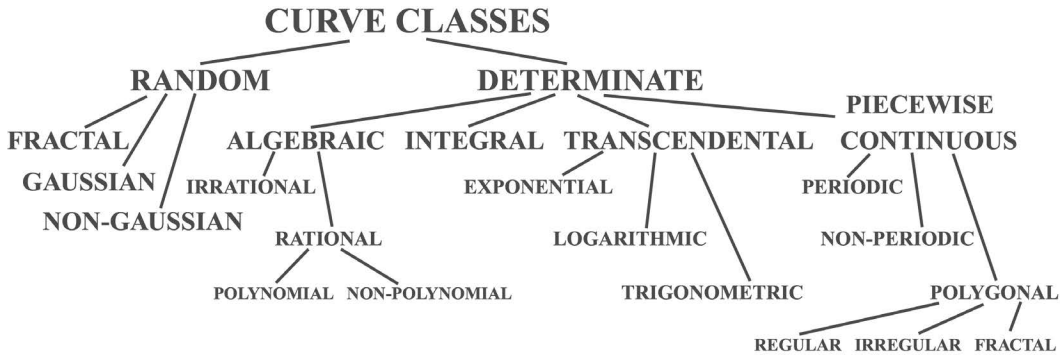 CURVE CLASSES
RANDOM DETERMINATE
PIECEWISE
FRACTAL ALGEBRAIC INTEGRAL TRANSCENDENTAL CONTINUOUS
GAUSSIAN IRRATIONAL EXPONENTIAL PERIODIC
NON-GAUSSIAN
RATIONAL LOGARITHMIC NON-PERIODIC
POLYNOMIAL NON-POLYNOMIAL TRIGONOMETRIC POLYGONAL
REGULAR IRREGULAR FRACTAL